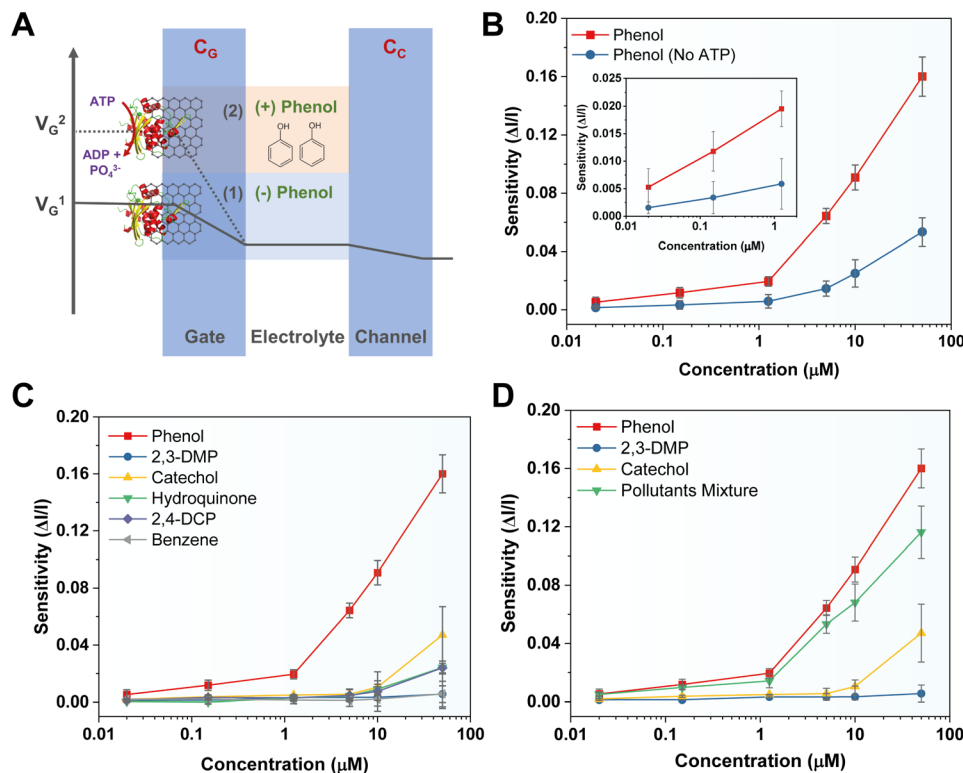 A
C_G
C_C
ATP
V_G^2
ADP +
PO_4^3-
(2)
(+) Phenol
OH
OH
V_G^1
(1)
(-) Phenol
Gate
Electrolyte
Channel
B
Phenol
Phenol (No ATP)
Sensitivity (ΔI/I)
0.20
0.16
0.12
0.08
0.04
0.00
0.01
0.1
1
10
100
Concentration (μM)
Sensitivity (ΔI/I)
0.025
0.020
0.015
0.010
0.005
0.000
0.01
0.1
1
Concentration (μM)
C
Phenol
2,3-DMP
Catechol
Hydroquinone
2,4-DCP
Benzene
Sensitivity (ΔI/I)
0.20
0.16
0.12
0.08
0.04
0.00
0.01
0.1
1
10
100
Concentration (μM)
D
Phenol
2,3-DMP
Catechol
Pollutants Mixture
Sensitivity (ΔI/I)
0.20
0.16
0.12
0.08
0.04
0.00
0.01
0.1
1
10
100
Concentration (μM)